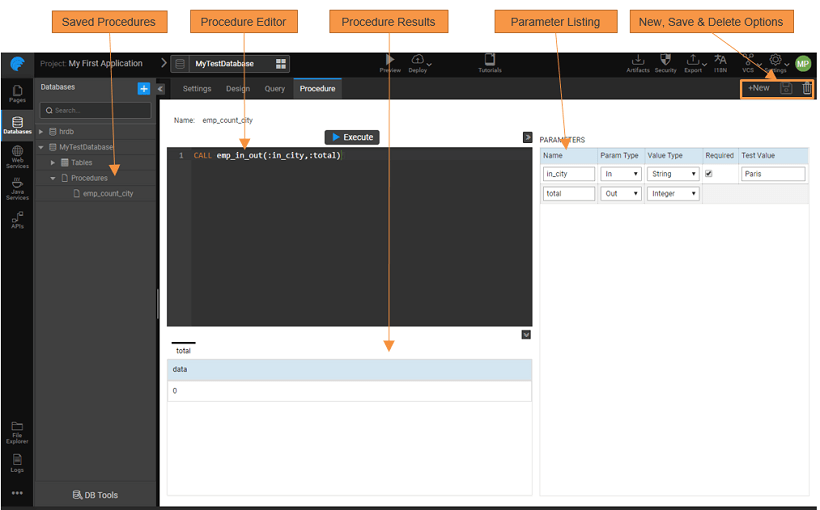 Saved Procedures
Procedure Editor
Procedure Results
Parameter Listing
New, Save & Delete Options
Project: My First Application
MyTestDatabase
Preview
Deploy
Tutorials
Artifacts
Security
Export
I18N
VCS
Settings
MP
Pages
Databases
Web
Services
Java
Services
APIs
File
Explorer
Logs
Databases
Search...
hrdb
MyTestDatabase
Tables
Procedures
emp_count_city
DB Tools
Settings
Design
Query
Procedure
+New
Name: emp_count_city
Execute
1 CALL emp_in_out(:in_city,:total)
total
data
0
PARAMETERS
Name Param Type Value Type Required Test Value
in_city In String Paris
total Out Integer